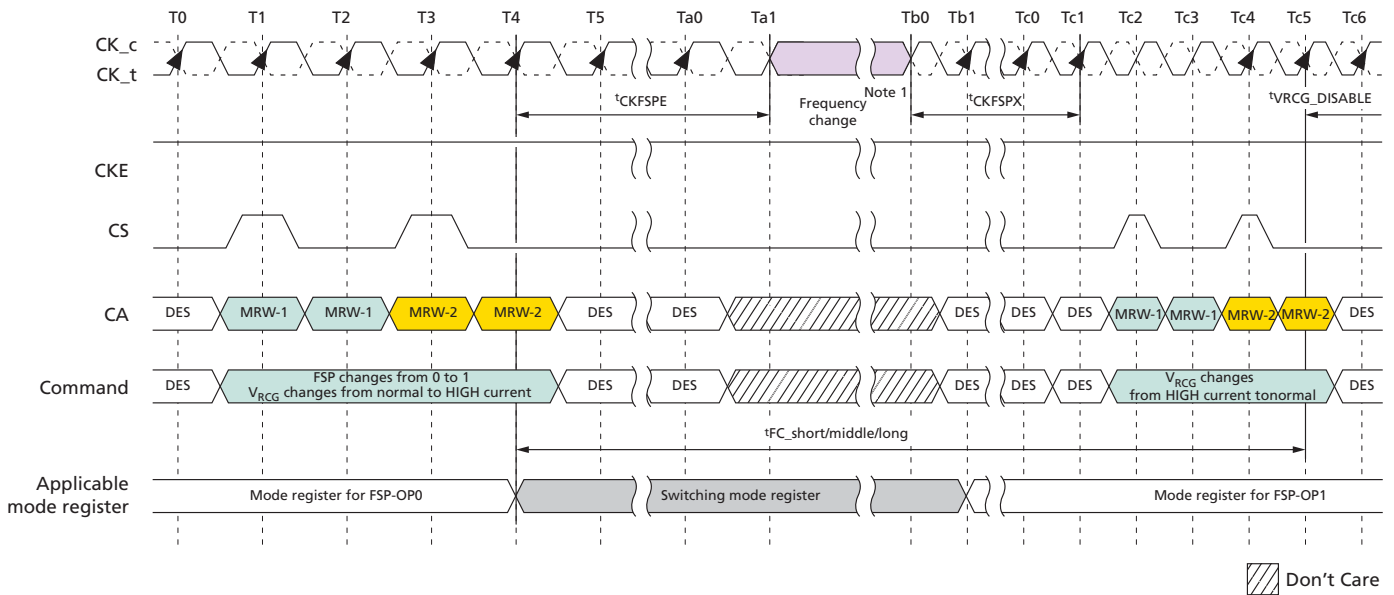 T0 T1 T2 T3 T4 T5 Ta0 Ta1 Tb0 Tb1 Tc0 Tc1 Tc2 Tc3 Tc4 Tc5 Tc6
CK_c
CK_t
tCKFSPE
Frequency
change
Note 1
tCKFSPX
tVRCG_DISABLE
CKE
CS
CA
DES MRW-1 MRW-1 MRW-2 MRW-2 DES DES DES DES DES MRW-1 MRW-1 MRW-2 MRW-2 DES
Command
DES
FSP changes from 0 to 1
VRCG changes from normal to HIGH current
DES DES DES DES DES
VRCG changes
from HIGH current tonormal
DES
tFC_short/middle/long
Applicable
mode register
Mode register for FSP-OP0
Switching mode register
Mode register for FSP-OP1
Don't Care